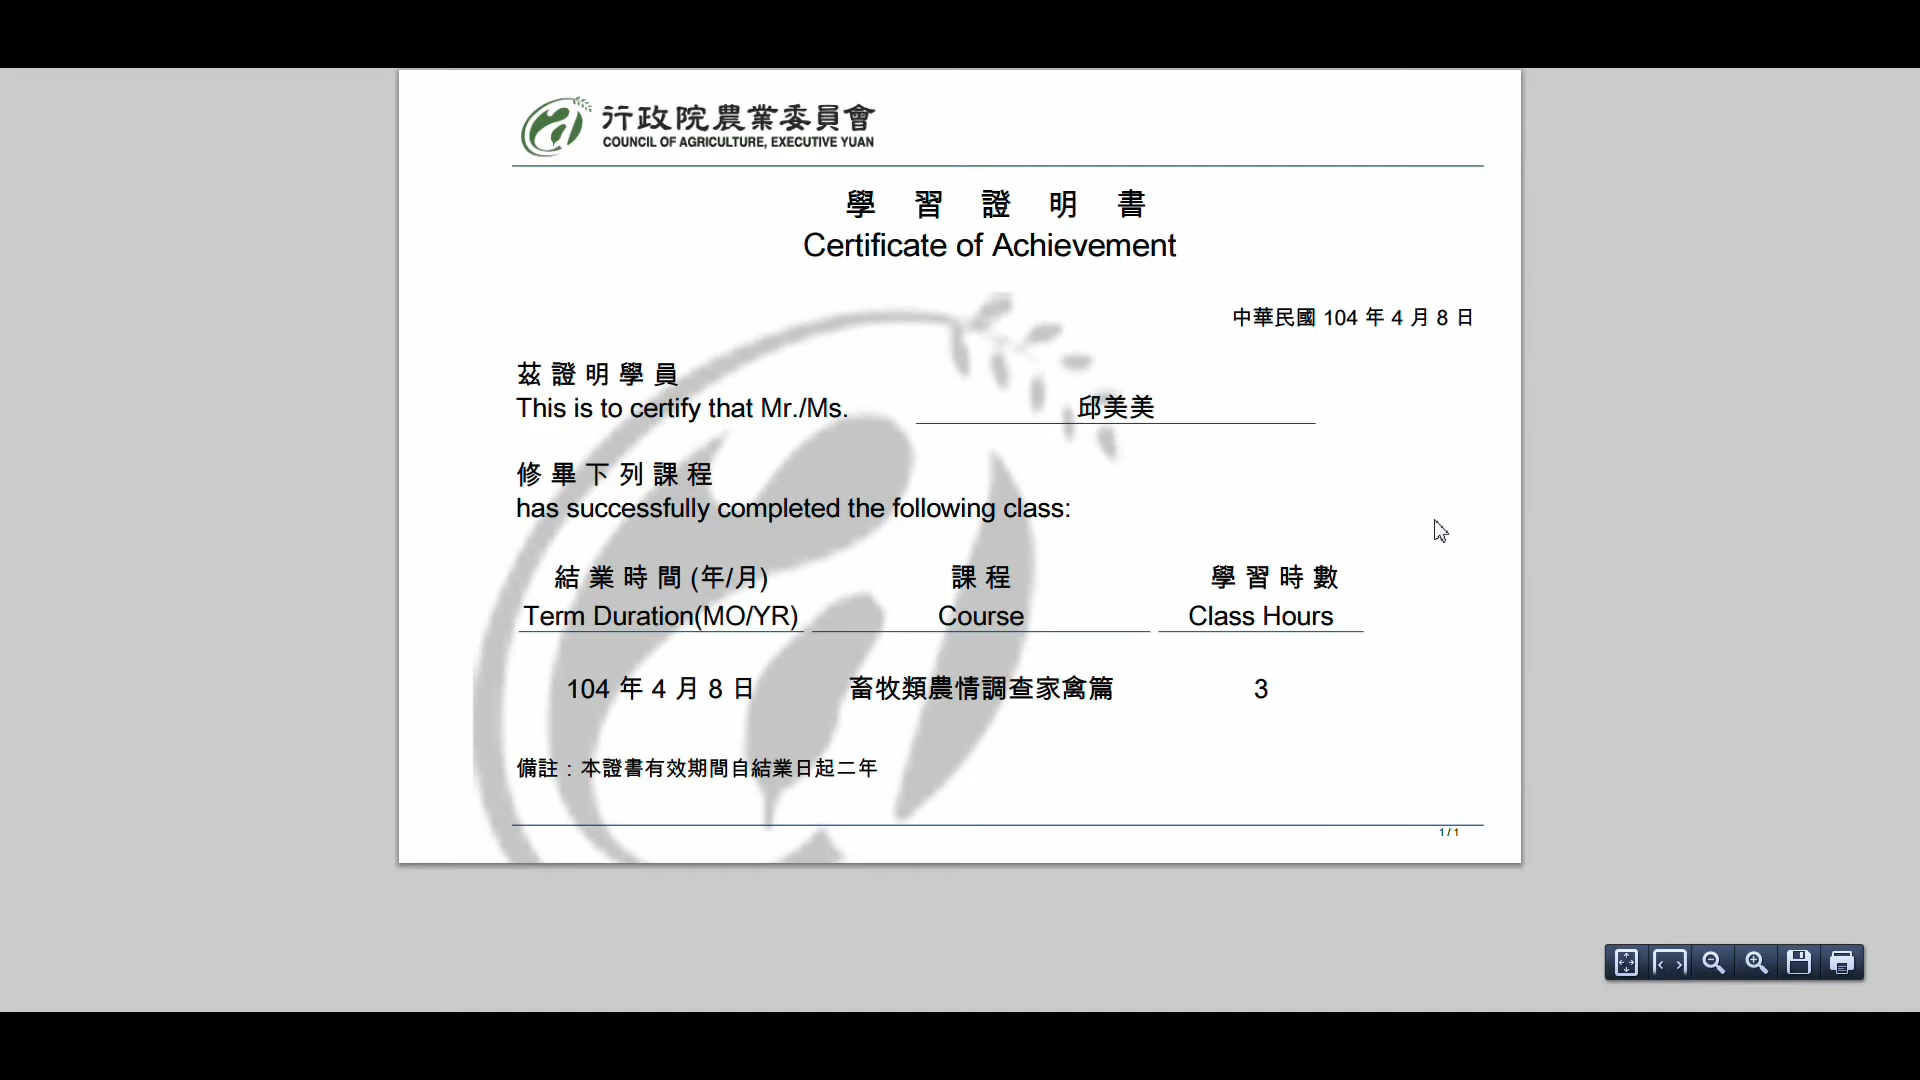 行政院農業委員會
COUNCIL OF AGRICULTURE, EXECUTIVE YUAN
學 習 證 明 書
Certificate of Achievement
中華民國 104 年 4 月 8 日
茲 證 明 學 員
This is to certify that Mr./Ms. 邱美美
修 畢 下 列 課 程
has successfully completed the following class:
結 業 時 間 (年/月) 課 程 學 習 時 數
Term Duration(MO/YR) Course Class Hours
104 年 4 月 8 日 畜牧類農情調查家禽篇 3
備註：本證書有效期間自結業日起二年
1 / 1